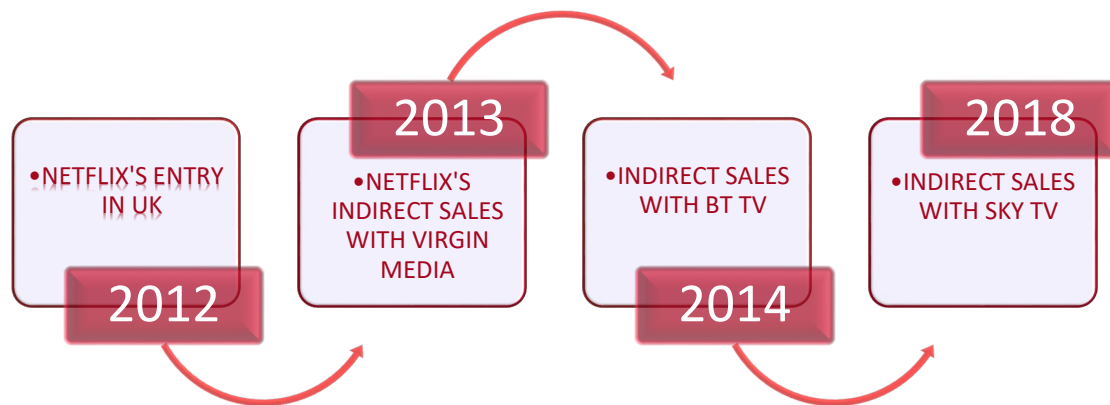 •NETFLIX'S ENTRY
IN UK
2012
2013
•NETFLIX'S
INDIRECT SALES
WITH VIRGIN
MEDIA
•INDIRECT SALES
WITH BT TV
2014
2018
•INDIRECT SALES
WITH SKY TV